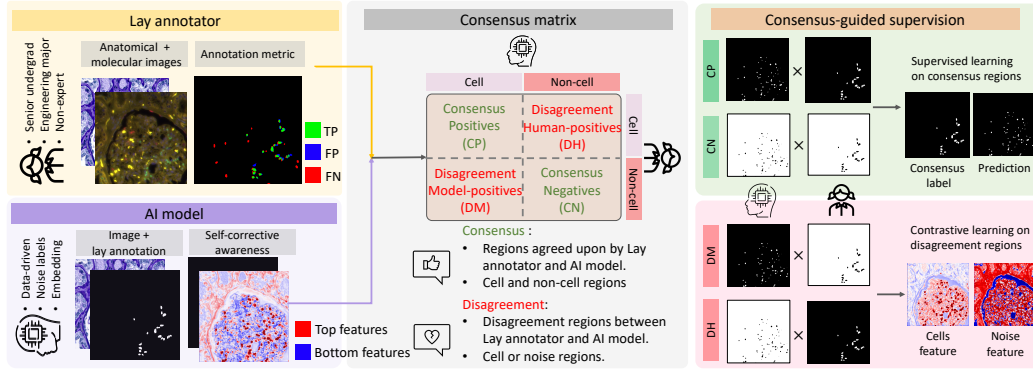 Lay annotator
Senior undergrad
Engineering major
Non-expert
Anatomical +
molecular images
Annotation metric
TP
FP
FN
AI model
Data-driven
Noise labels
Embedding
Image +
lay annotation
Self-corrective
awareness
Top features
Bottom features
Consensus matrix
Cell
Non-cell
Consensus
Positives
(CP)
Disagreement
Human-positives
(DH)
Cell
Disagreement
Model-positives
(DM)
Consensus
Negatives
(CN)
Non-cell
Consensus :
• Regions agreed upon by Lay
annotator and AI model.
• Cell and non-cell regions
Disagreement:
• Disagreement regions between
Lay annotator and AI model.
• Cell or noise regions.
Consensus-guided supervision
CP
×
CN
×
Supervised learning
on consensus regions
Consensus
label
Prediction
DM
×
DH
×
Contrastive learning on
disagreement regions
Cells
feature
Noise
feature